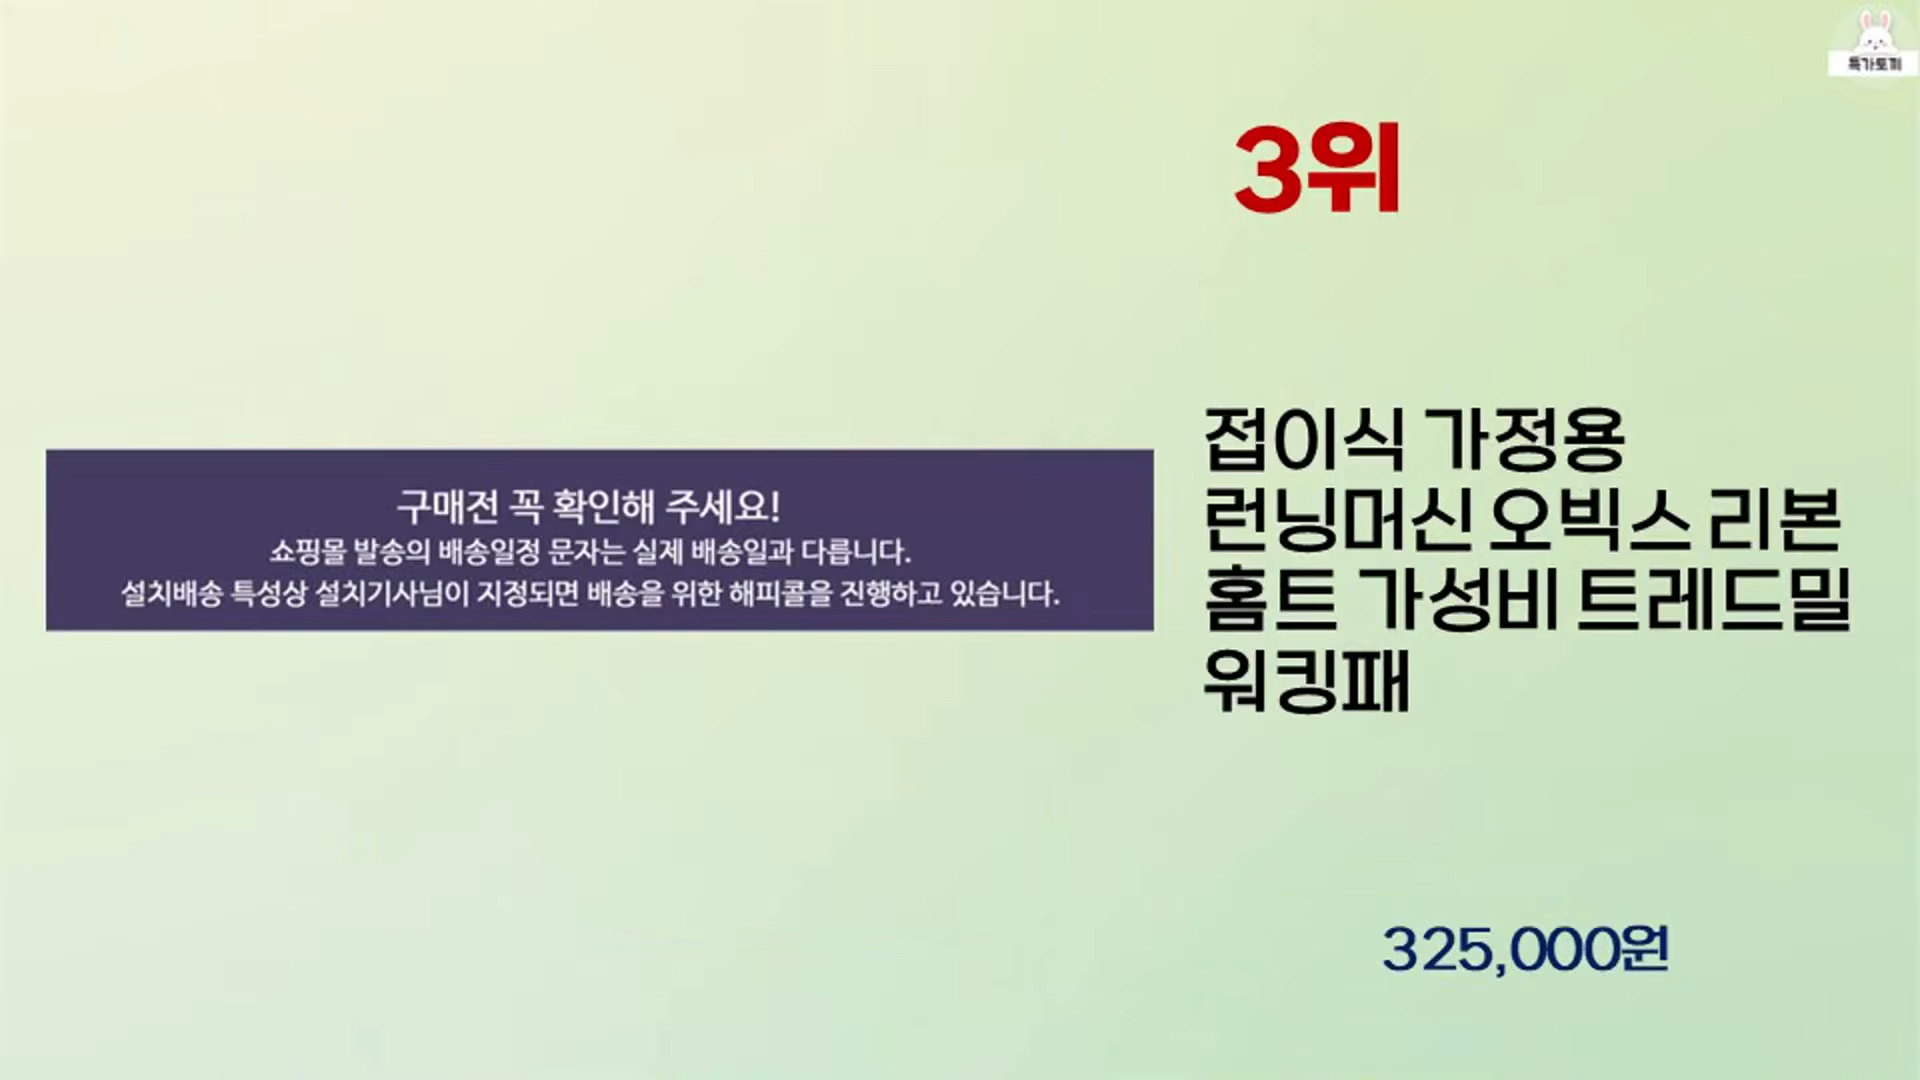 특가토끼
3위
구매전 꼭 확인해 주세요!
쇼핑몰 발송의 배송일정 문자는 실제 배송일과 다릅니다.
설치배송 특성상 설치기사님이 지정되면 배송을 위한 해피콜을 진행하고 있습니다.
접이식 가정용
런닝머신 오빅스 리본
홈트 가성비 트레드밀
워킹패
325,000원